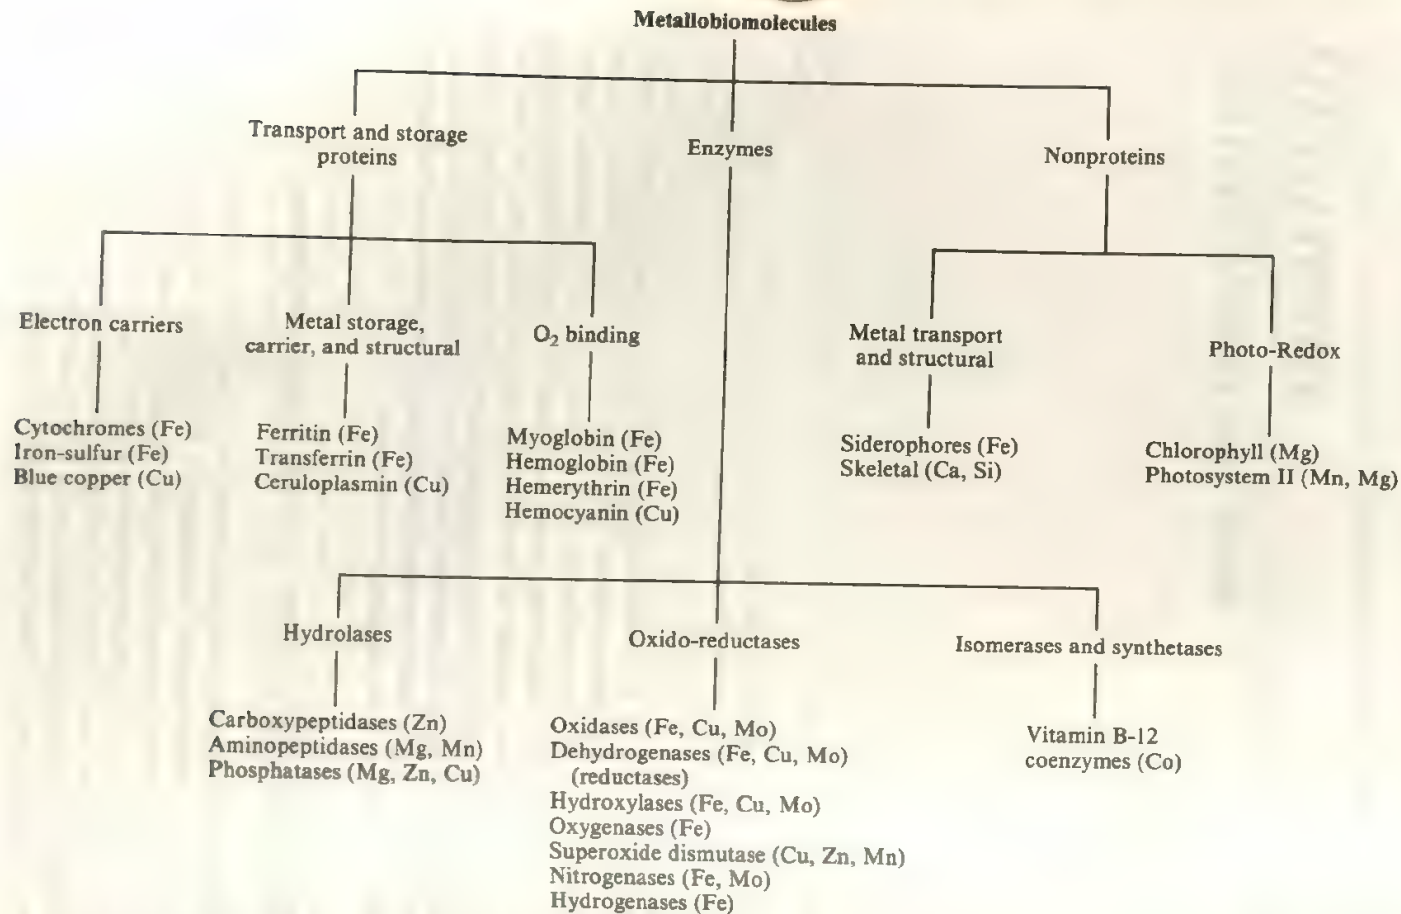 Metallobiomolecules
Transport and storage
proteins
Enzymes
Nonproteins
Electron carriers
Metal storage,
carrier, and structural
O2 binding
Metal transport
and structural
Photo-Redox
Cytochromes (Fe)
Iron-sulfur (Fe)
Blue copper (Cu)
Ferritin (Fe)
Transferrin (Fe)
Ceruloplasmin (Cu)
Myoglobin (Fe)
Hemoglobin (Fe)
Hemerythrin (Fe)
Hemocyanin (Cu)
Siderophores (Fe)
Skeletal (Ca, Si)
Chlorophyll (Mg)
Photosystem II (Mn, Mg)
Hydrolases
Oxido-reductases
Isomerases and synthetases
Carboxypeptidases (Zn)
Aminopeptidases (Mg, Mn)
Phosphatases (Mg, Zn, Cu)
Oxidases (Fe, Cu, Mo)
Dehydrogenases (Fe, Cu, Mo)
(reductases)
Hydroxylases (Fe, Cu, Mo)
Oxygenases (Fe)
Superoxide dismutase (Cu, Zn, Mn)
Nitrogenases (Fe, Mo)
Hydrogenases (Fe)
Vitamin B-12
coenzymes (Co)